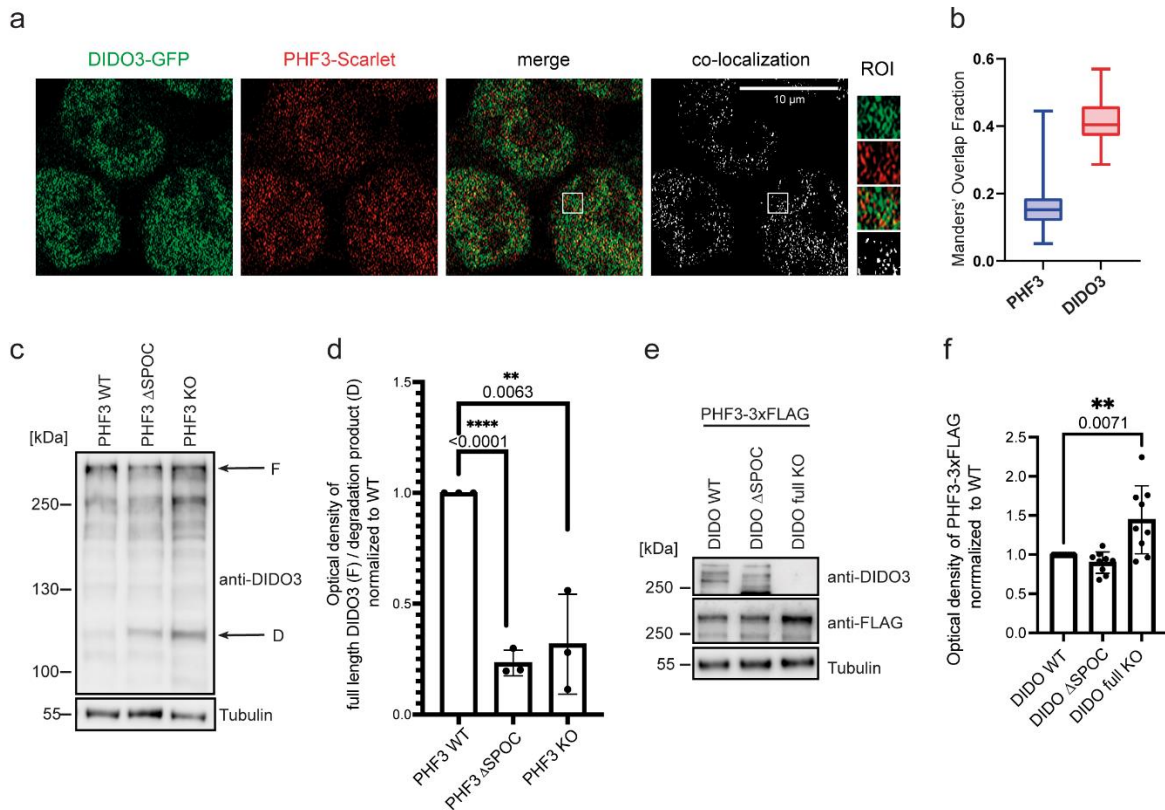 a
DIDO3-GFP
PHF3-Scarlet
merge
co-localization
10 µm
ROI
b
Manders' Overlap Fraction
0.6
0.4
0.2
0.0
PHF3
DIDO3
c
PHF3 WT
PHF3 ΔSPOC
PHF3 KO
[kDa]
250
130
100
55
F
anti-DIDO3
D
Tubulin
d
Optical density of
full length DIDO3 (F) / degradation product (D)
normalized to WT
1.5
1.0
0.5
0.0
**
0.0063
****
<0.0001
PHF3 WT
PHF3 ΔSPOC
PHF3 KO
e
PHF3-3xFLAG
DIDO WT
DIDO ΔSPOC
DIDO full KO
[kDa]
250
250
55
anti-DIDO3
anti-FLAG
Tubulin
f
Optical density of PHF3-3xFLAG
normalized to WT
2.5
2.0
1.5
1.0
0.5
0.0
**
0.0071
DIDO WT
DIDO ΔSPOC
DIDO full KO